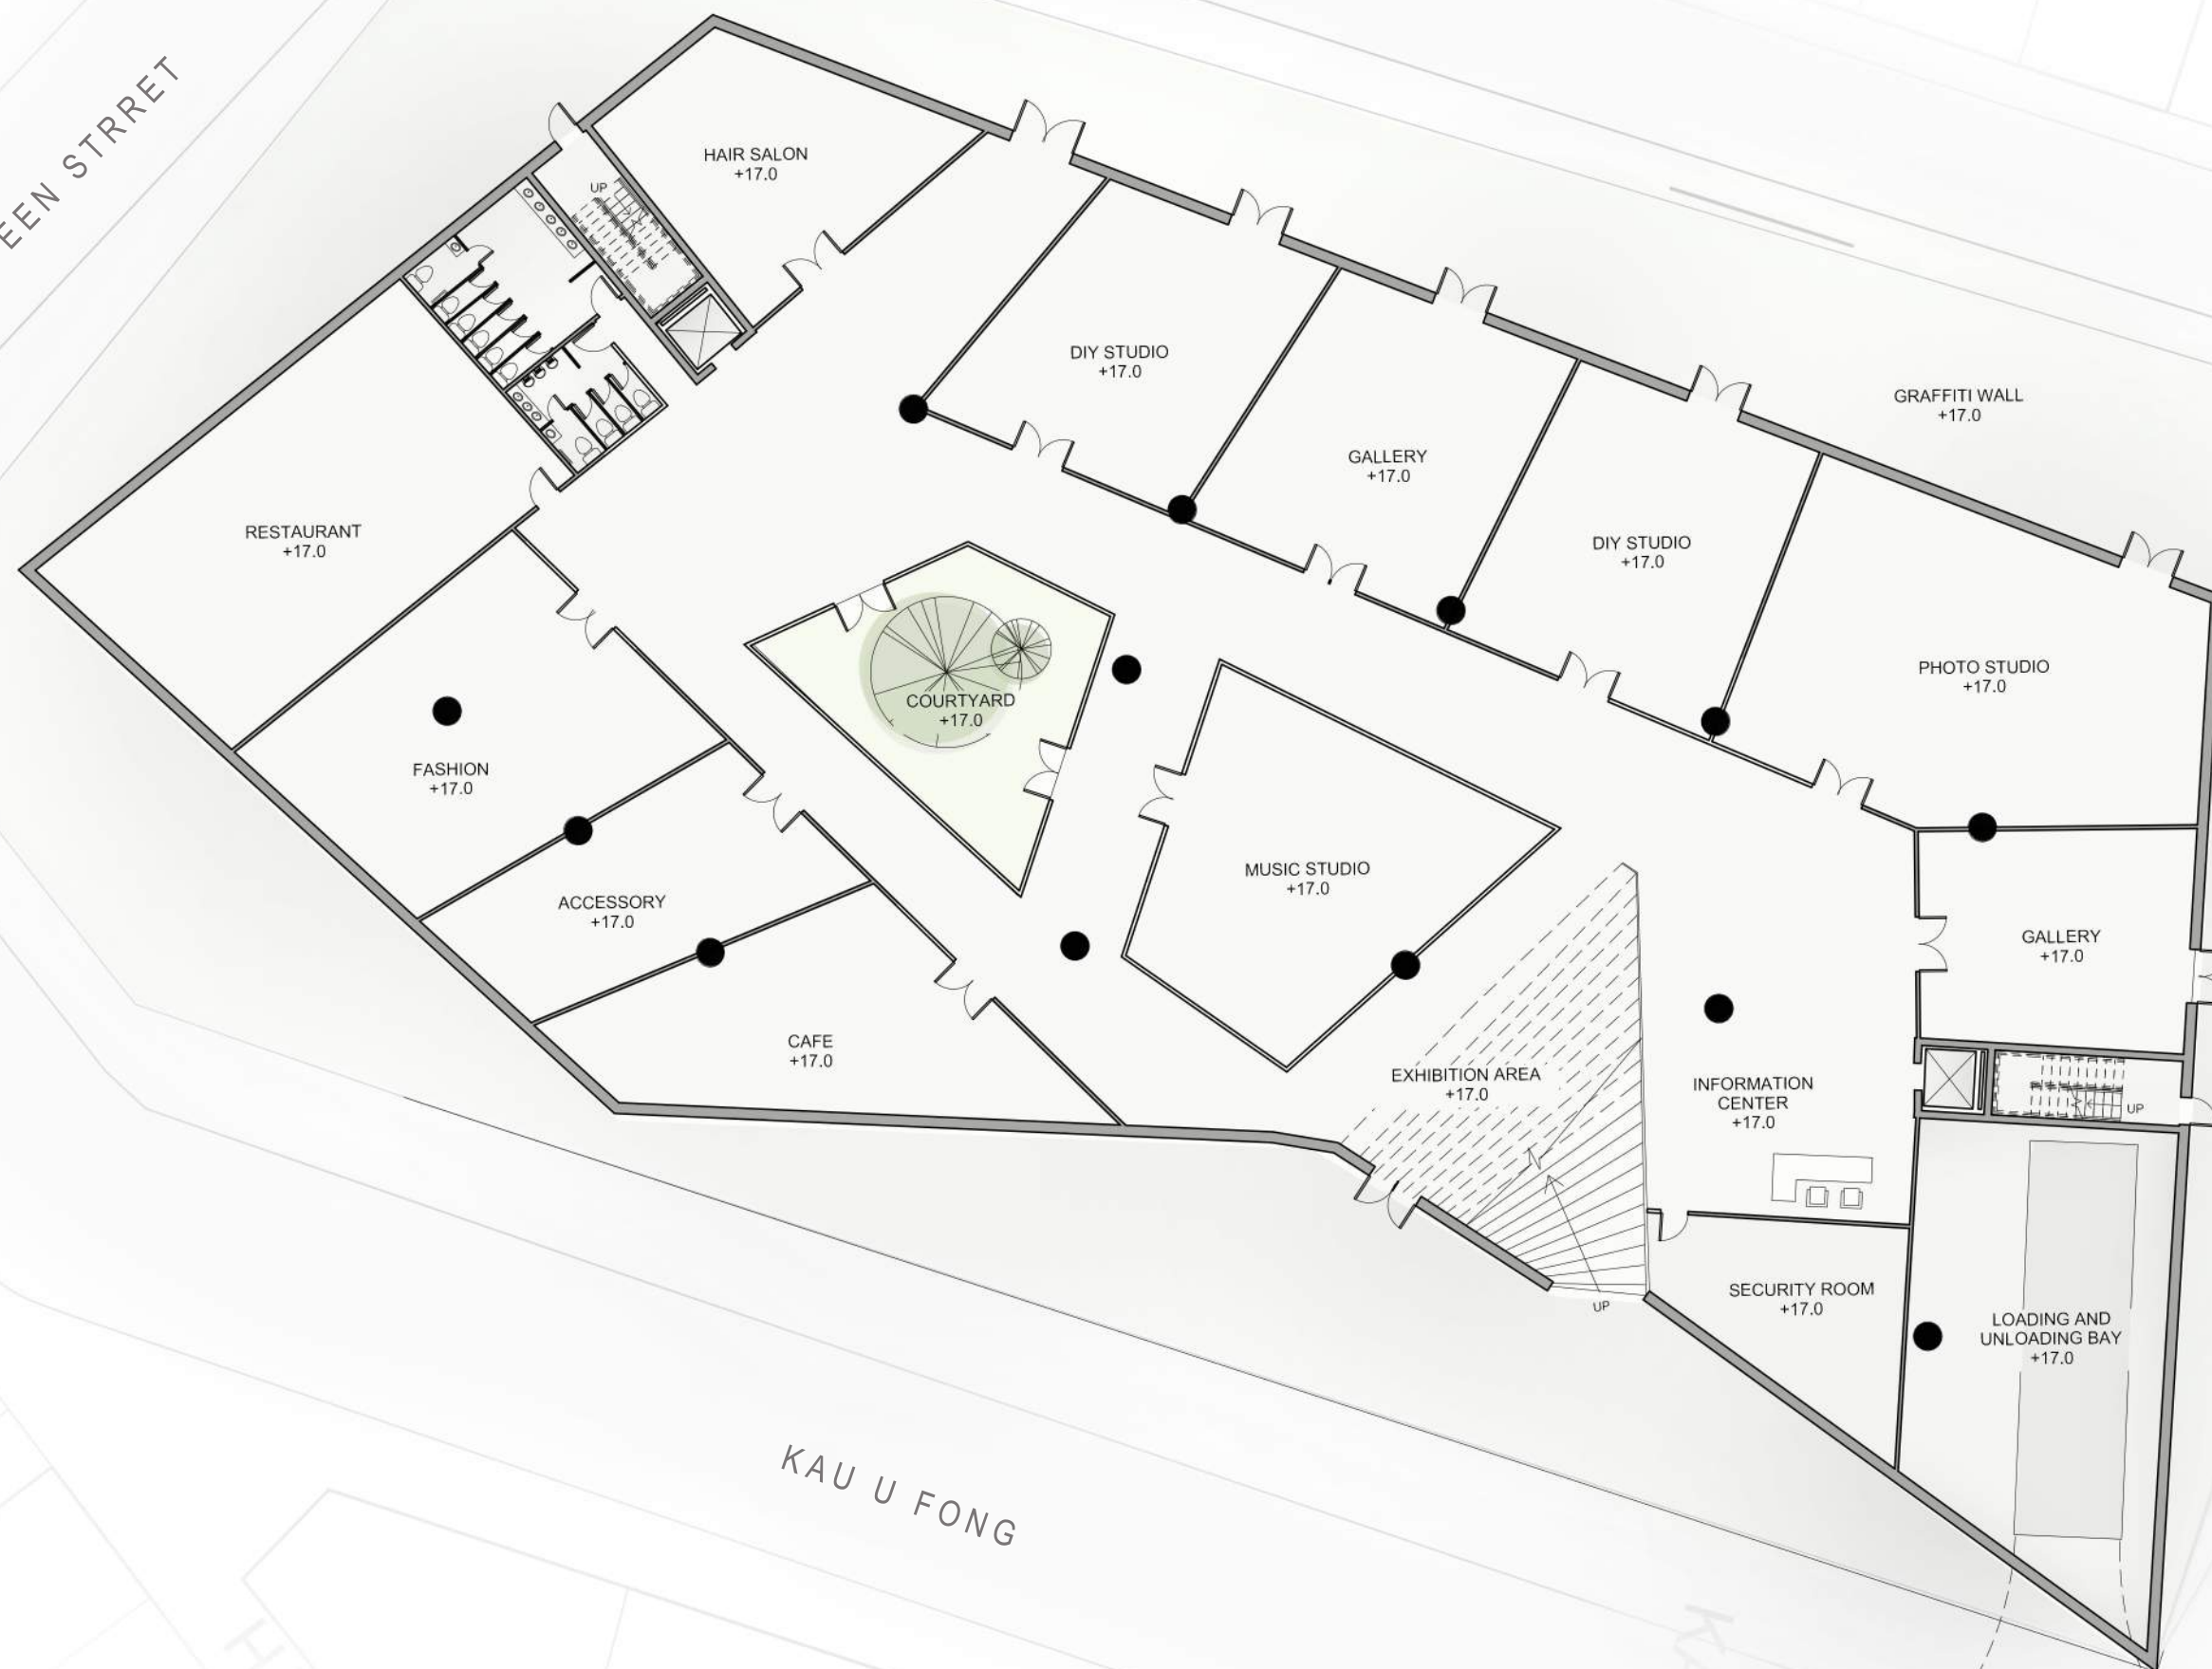 EEN STRRET
HAIR SALON
+17.0
UP
DIY STUDIO
+17.0
GRAFFITI WALL
+17.0
GALLERY
+17.0
RESTAURANT
+17.0
DIY STUDIO
+17.0
PHOTO STUDIO
+17.0
COURTYARD
+17.0
FASHION
+17.0
MUSIC STUDIO
+17.0
ACCESSORY
+17.0
GALLERY
+17.0
CAFE
+17.0
EXHIBITION AREA
+17.0
INFORMATION
CENTER
+17.0
UP
SECURITY ROOM
+17.0
UP
LOADING AND
UNLOADING BAY
+17.0
KAU U FONG
H